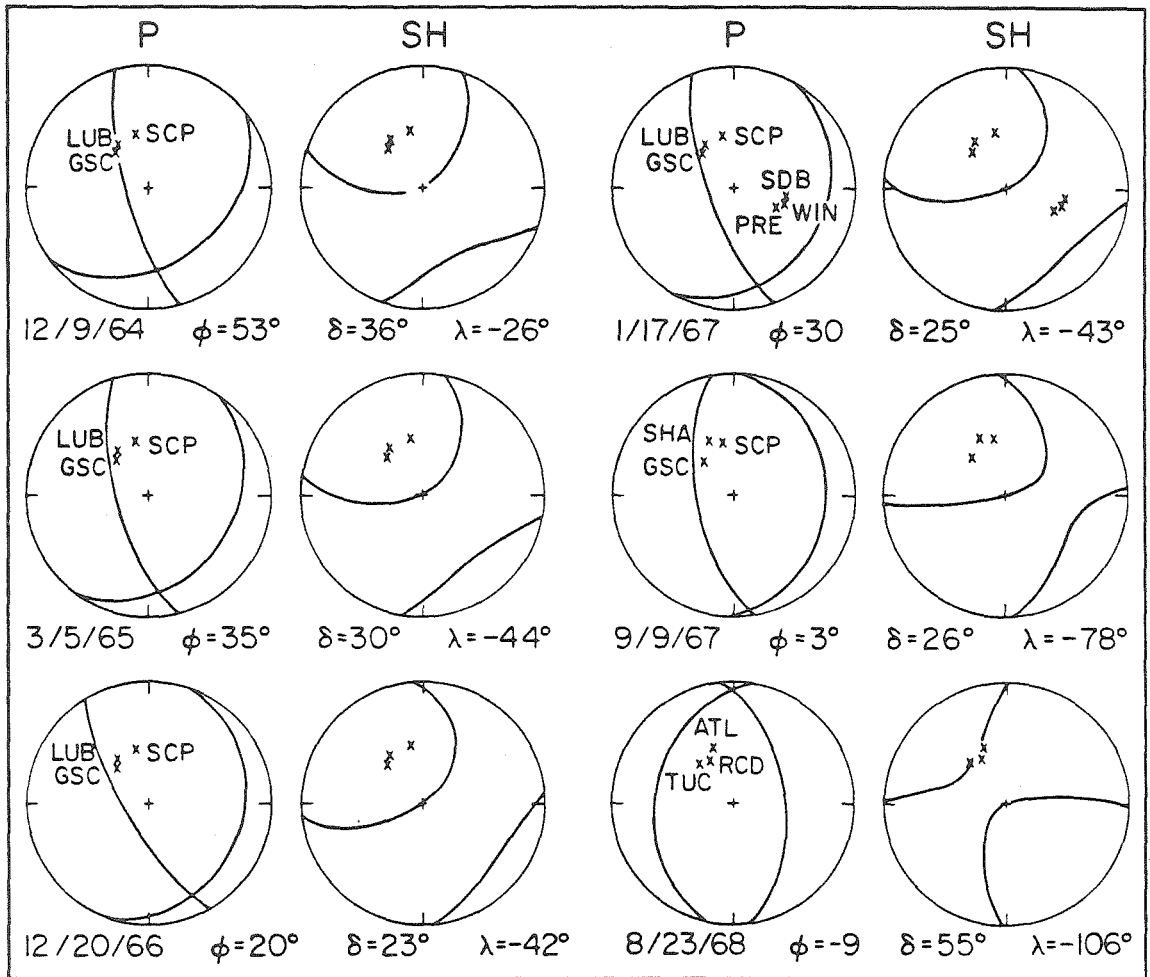 P SH P SH
LUB SCP
GSC
12/9/64 φ=53° δ=36° λ=-26°
LUB SCP
GSC
SDB
PRE WIN
1/17/67 φ=30 δ=25° λ=-43°
LUB SCP
GSC
3/5/65 φ=35° δ=30° λ=-44°
SHA SCP
GSC
9/9/67 φ=3° δ=26° λ=-78°
LUB SCP
GSC
12/20/66 φ=20° δ=23° λ=-42°
ATL
TUC RCD
8/23/68 φ=-9 δ=55° λ=-106°